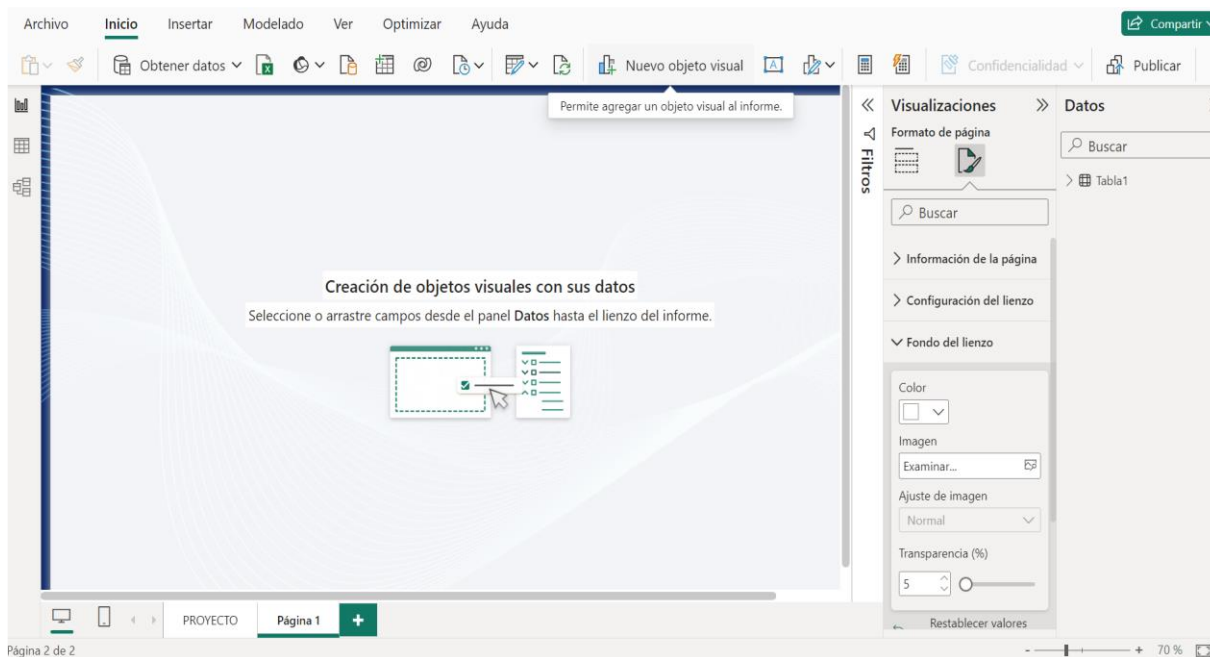 Archivo Inicio Insertar Modelado Ver Optimizar Ayuda
Compartir
Obtener datos
Nuevo objeto visual
Confidencialidad
Publicar
Permite agregar un objeto visual al informe.
Filtros
Visualizaciones
Formato de página
Buscar
Información de la página
Configuración del lienzo
Fondo del lienzo
Color
Imagen
Examinar...
Ajuste de imagen
Normal
Transparencia (%)
5
Restablecer valores
Datos
Buscar
Tabla1
Creación de objetos visuales con sus datos
Seleccione o arrastre campos desde el panel Datos hasta el lienzo del informe.
PROYECTO Página 1 +
Página 2 de 2
- + 70 %